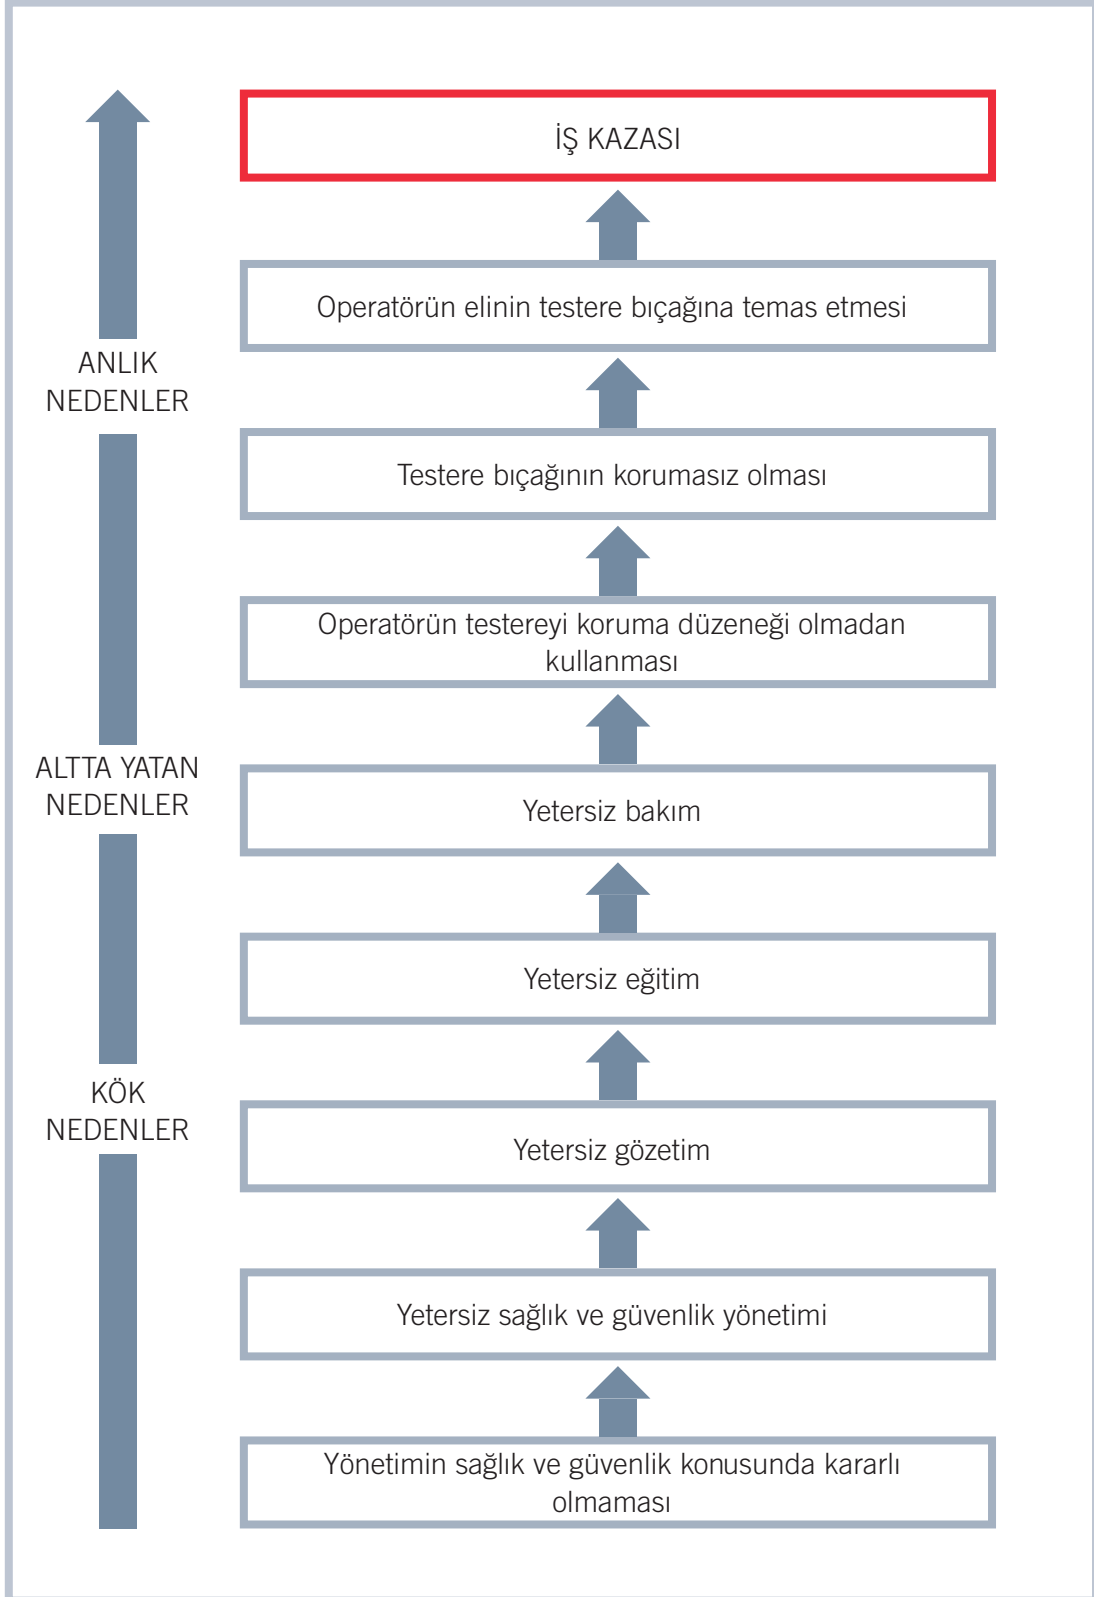 İŞ KAZASI
Operatörün elinin testere bıçağına temas etmesi
ANLIK
NEDENLER
Testere bıçağının korumasız olması
Operatörün testereyi koruma düzeneği olmadan
kullanması
ALTTA YATAN
NEDENLER
Yetersiz bakım
Yetersiz eğitim
KÖK
NEDENLER
Yetersiz gözetim
Yetersiz sağlık ve güvenlik yönetimi
Yönetimin sağlık ve güvenlik konusunda kararlı
olmaması